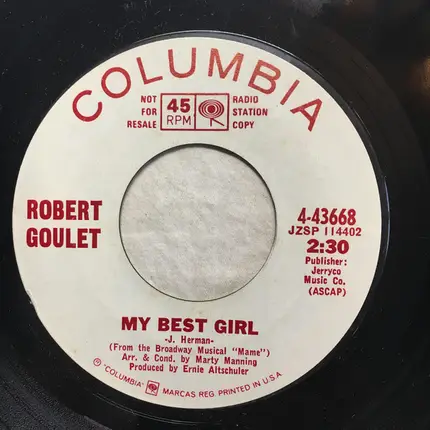 COLUMBIA
NOT
FOR
RESALE
45
RPM
RADIO
STATION
COPY
ROBERT
GOULET
4-43668
JZSP 114402
2:30
Publisher:
Jerryco
Music Co.
(ASCAP)
MY BEST GIRL
-J. Herman-
(From the Broadway Musical "Mame")
Arr. & Cond. by Marty Manning
Produced by Ernie Altschuler
© "COLUMBIA" MARCAS REG. PRINTED IN U.S.A.